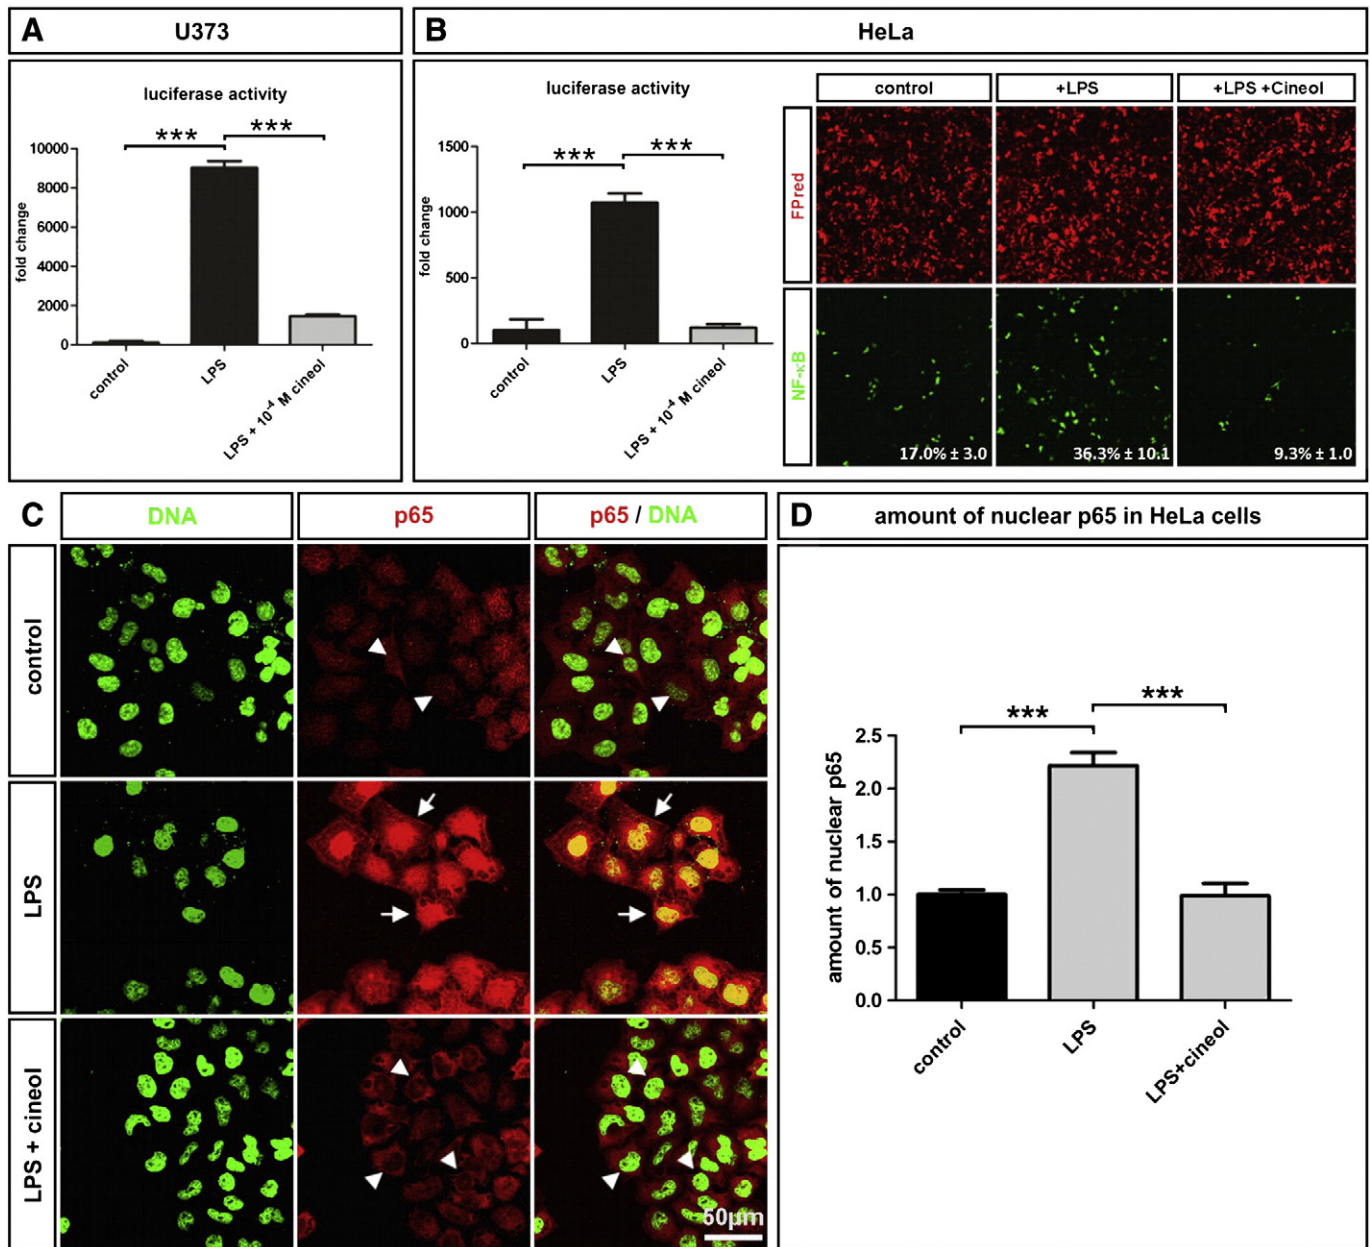 A
U373
luciferase activity
fold change
10000
8000
6000
4000
2000
0
***
***
control
LPS
LPS + 10⁻⁴ M cineol
B
HeLa
luciferase activity
fold change
1500
1000
500
0
***
***
control
LPS
LPS + 10⁻⁴ M cineol
control
+LPS
+LPS +Cineol
FPred
NF-κB
17.0% ± 3.0
36.3% ± 10.1
9.3% ± 1.0
C
DNA
p65
p65 / DNA
control
LPS
LPS + cineol
50µm
D
amount of nuclear p65 in HeLa cells
amount of nuclear p65
2.5
2.0
1.5
1.0
0.5
0.0
***
***
control
LPS
LPS+cineol